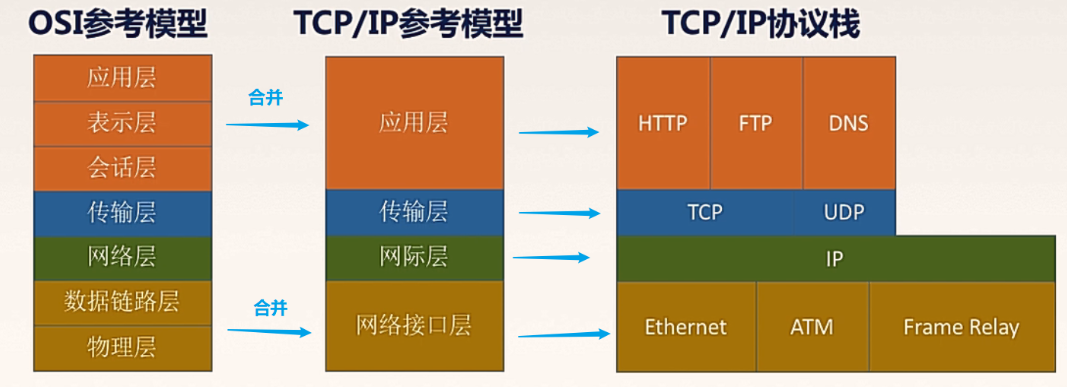 OSI参考模型
TCP/IP参考模型
TCP/IP协议栈
应用层
表示层
会话层
传输层
网络层
数据链路层
物理层
合并
合并
应用层
传输层
网际层
网络接口层
HTTP FTP DNS
TCP UDP
IP
Ethernet ATM Frame Relay